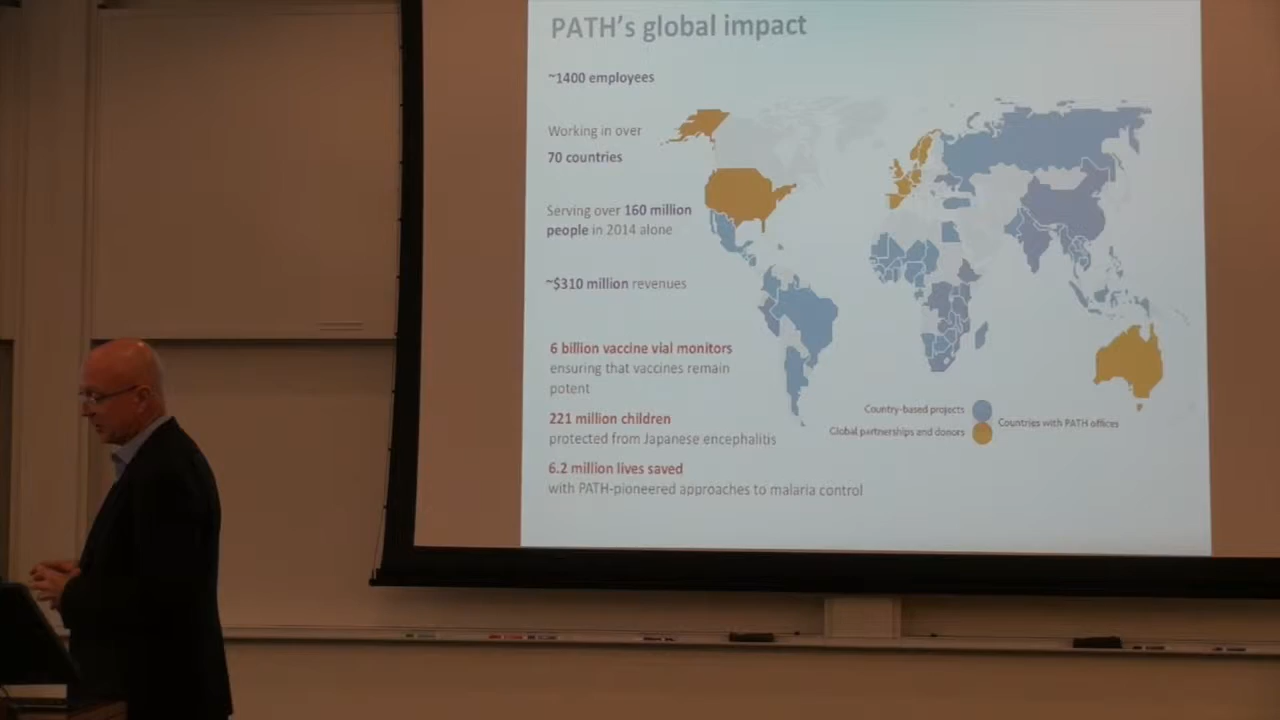 PATH's global impact
~1400 employees
Working in over
70 countries
Serving over 160 million
people in 2014 alone
~$310 million revenues
6 billion vaccine vial monitors
ensuring that vaccines remain
potent
221 million children
protected from Japanese encephalitis
6.2 million lives saved
with PATH-pioneered approaches to malaria control
Country-based projects
Global partnerships and donors
Countries with PATH offices